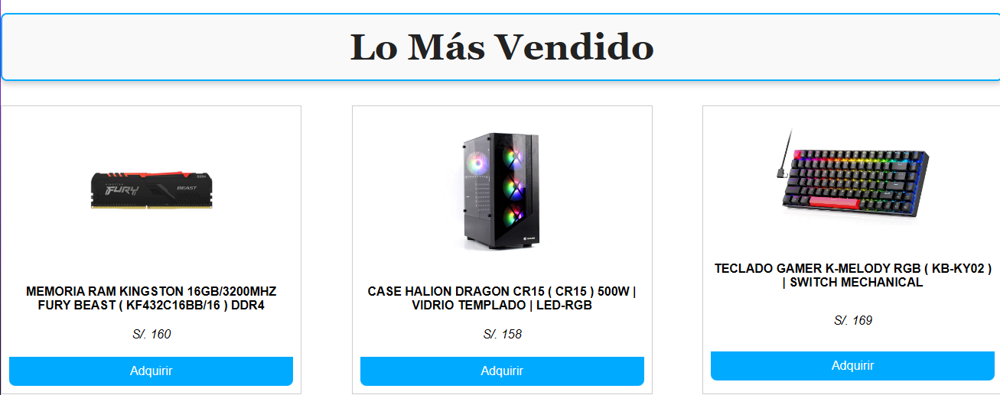 Lo Más Vendido
FURY
BEAST
MEMORIA RAM KINGSTON 16GB/3200MHZ
FURY BEAST ( KF432C16BB/16 ) DDR4
S/. 160
Adquirir
CASE HALION DRAGON CR15 ( CR15 ) 500W |
VIDRIO TEMPLADO | LED-RGB
S/. 158
Adquirir
TECLADO GAMER K-MELODY RGB ( KB-KY02 )
| SWITCH MECHANICAL
S/. 169
Adquirir